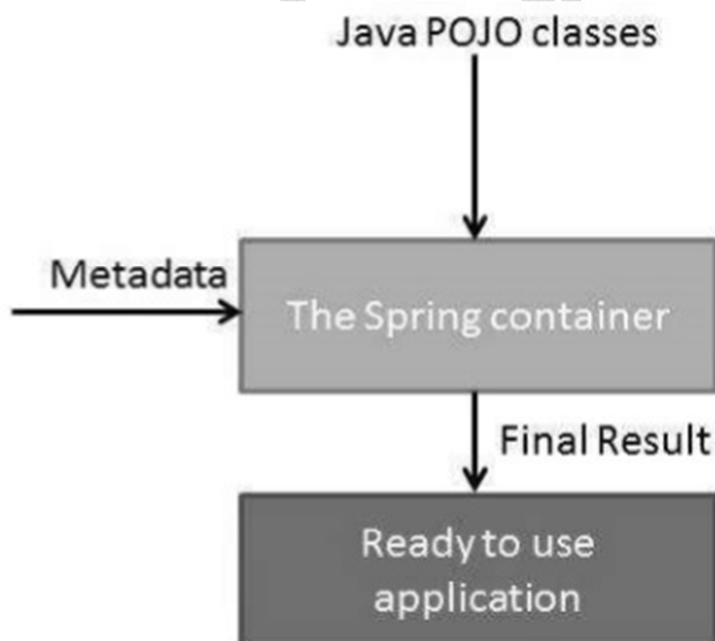 Java POJO classes
Metadata
The Spring container
Final Result
Ready to use
application